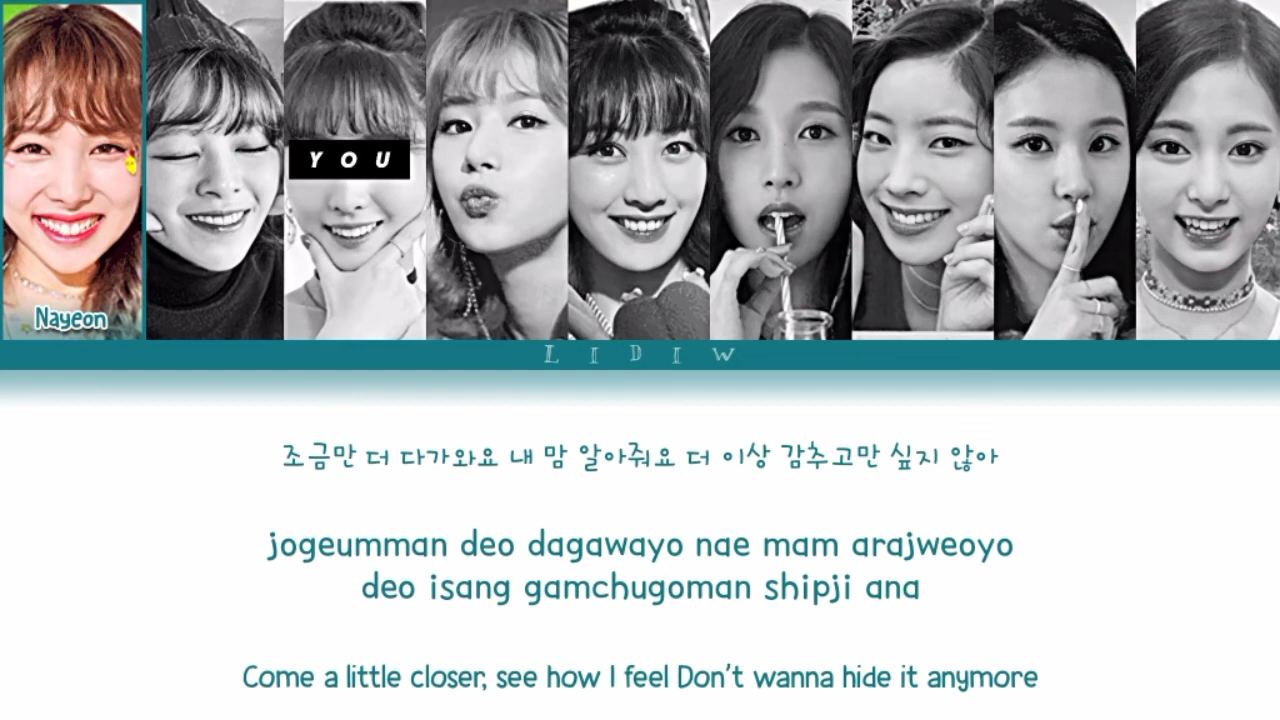 YOU
Nayeon
LIDIW
조금만 더 다가와요 내 맘 알아줘요 더 이상 감추고만 싶지 않아
jogeumman deo dagawayo nae mam arajweoyo
deo isang gamchugoman shipji ana
Come a little closer, see how I feel Don't wanna hide it anymore